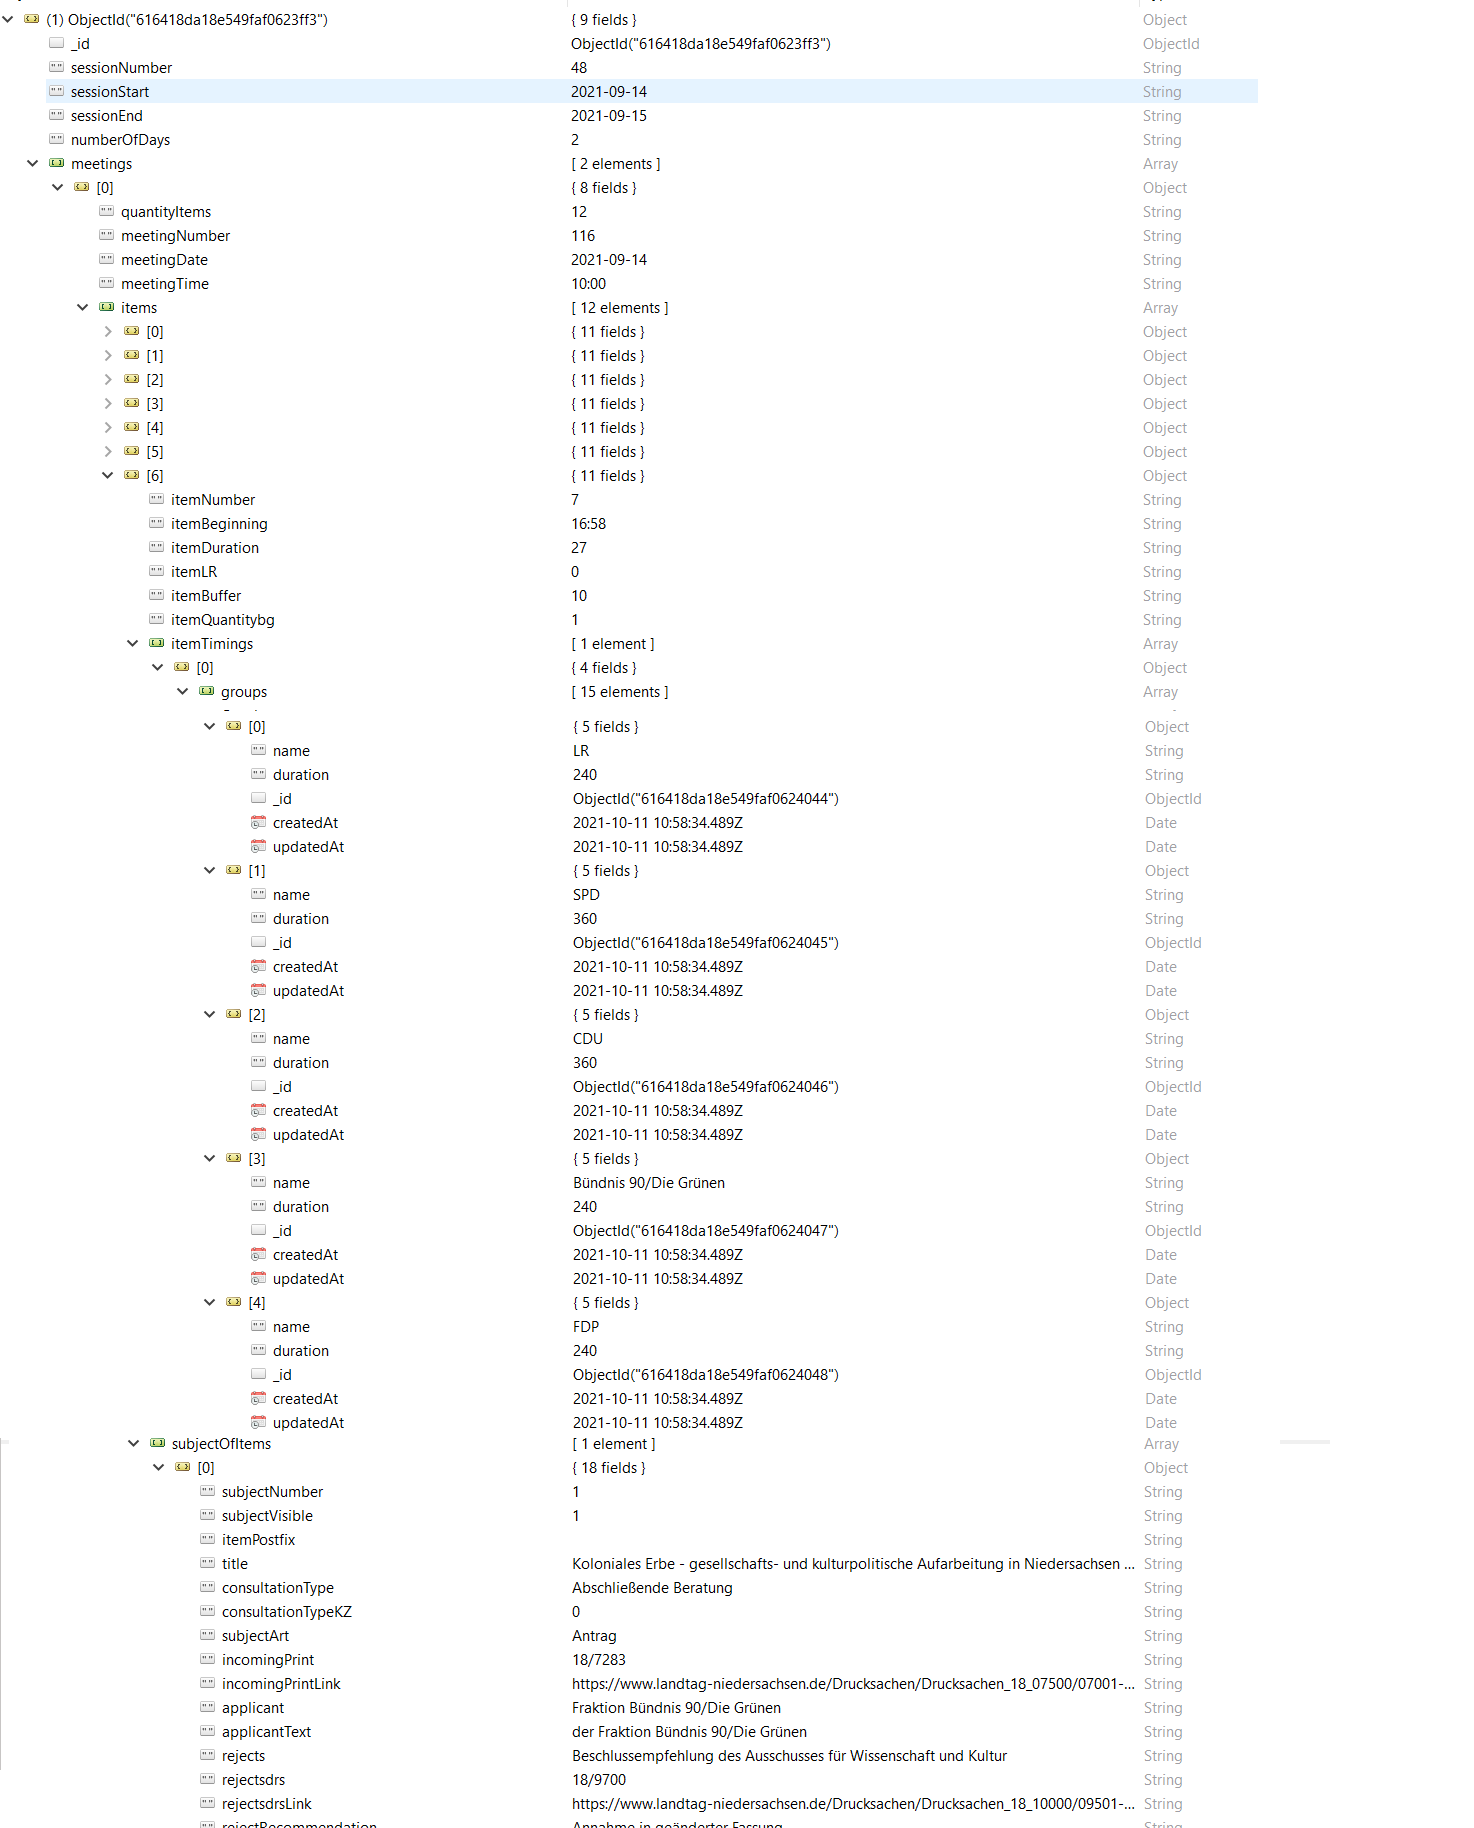 (1) ObjectId("616418da18e549faf0623ff3") { 9 fields } Object
_id ObjectId("616418da18e549faf0623ff3") ObjectId
sessionNumber 48 String
sessionStart 2021-09-14 String
sessionEnd 2021-09-15 String
numberOfDays 2 String
meetings [ 2 elements ] Array
[0] { 8 fields } Object
quantityItems 12 String
meetingNumber 116 String
meetingDate 2021-09-14 String
meetingTime 10:00 String
items [ 12 elements ] Array
[0] { 11 fields } Object
[1] { 11 fields } Object
[2] { 11 fields } Object
[3] { 11 fields } Object
[4] { 11 fields } Object
[5] { 11 fields } Object
[6] { 11 fields } Object
itemNumber 7 String
itemBeginning 16:58 String
itemDuration 27 String
itemLR 0 String
itemBuffer 10 String
itemQuantitybg 1 String
itemTimings [ 1 element ] Array
[0] { 4 fields } Object
groups [ 15 elements ] Array
[0] { 5 fields } Object
name LR String
duration 240 String
_id ObjectId("616418da18e549faf0624044") ObjectId
createdAt 2021-10-11 10:58:34.489Z Date
updatedAt 2021-10-11 10:58:34.489Z Date
[1] { 5 fields } Object
name SPD String
duration 360 String
_id ObjectId("616418da18e549faf0624045") ObjectId
createdAt 2021-10-11 10:58:34.489Z Date
updatedAt 2021-10-11 10:58:34.489Z Date
[2] { 5 fields } Object
name CDU String
duration 360 String
_id ObjectId("616418da18e549faf0624046") ObjectId
createdAt 2021-10-11 10:58:34.489Z Date
updatedAt 2021-10-11 10:58:34.489Z Date
[3] { 5 fields } Object
name Bündnis 90/Die Grünen String
duration 240 String
_id ObjectId("616418da18e549faf0624047") ObjectId
createdAt 2021-10-11 10:58:34.489Z Date
updatedAt 2021-10-11 10:58:34.489Z Date
[4] { 5 fields } Object
name FDP String
duration 240 String
_id ObjectId("616418da18e549faf0624048") ObjectId
createdAt 2021-10-11 10:58:34.489Z Date
updatedAt 2021-10-11 10:58:34.489Z Date
subjectOfItems [ 1 element ] Array
[0] { 18 fields } Object
subjectNumber 1 String
subjectVisible 1 String
itemPostfix String
title Koloniales Erbe - gesellschafts- und kulturpolitische Aufarbeitung in Niedersachsen ... String
consultationType Abschließende Beratung String
consultationTypeKZ 0 String
subjectArt Antrag String
incomingPrint 18/7283 String
incomingPrintLink https://www.landtag-niedersachsen.de/Drucksachen/Drucksachen_18_07500/07001-... String
applicant Fraktion Bündnis 90/Die Grünen String
applicantText der Fraktion Bündnis 90/Die Grünen String
rejects Beschlussempfehlung des Ausschusses für Wissenschaft und Kultur String
rejectsdrs 18/9700 String
rejectsdrsLink https://www.landtag-niedersachsen.de/Drucksachen/Drucksachen_18_10000/09501-... String
rejectRecommendation Annahme in geänderter Fassung String